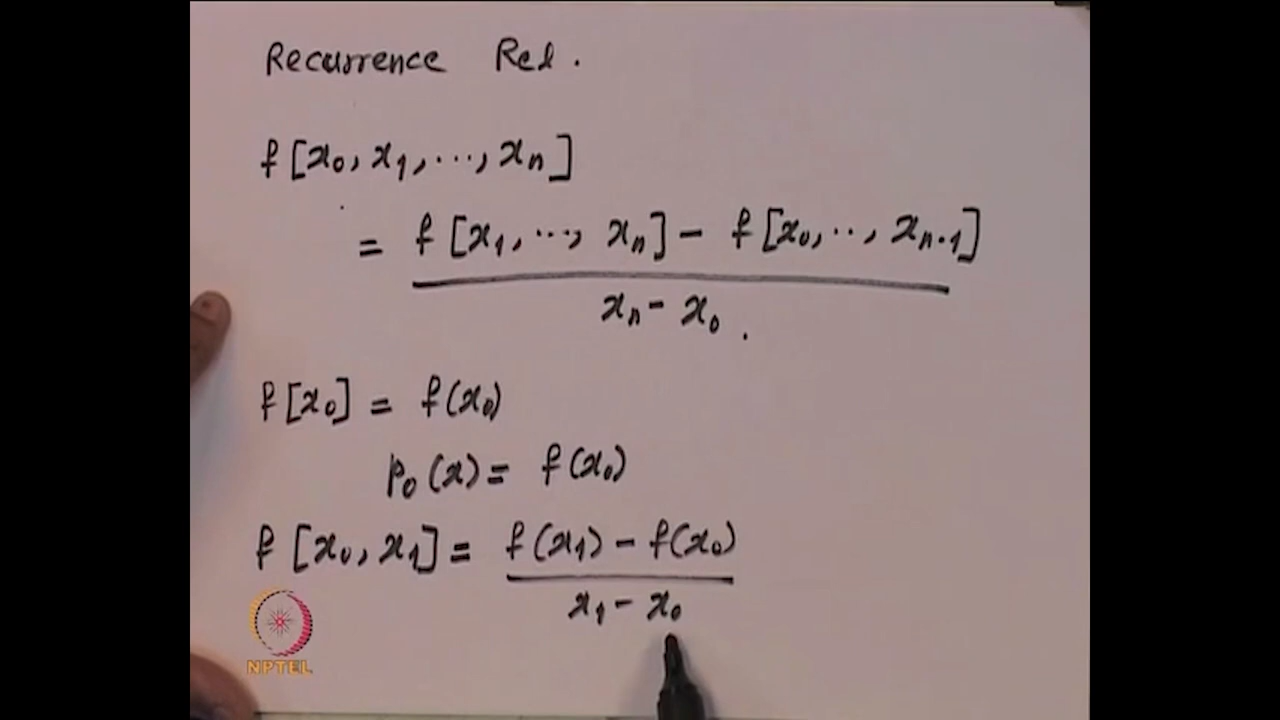 Recurrence Rel.
f[x₀, x₁, ..., xₙ]
= f[x₁, ..., xₙ] - f[x₀, .., xₙ₋₁]
xₙ - x₀.
f[x₀] = f(x₀)
p₀(x) = f(x₀)
f[x₀, x₁] = f(x₁) - f(x₀)
x₁ - x₀
NPTEL